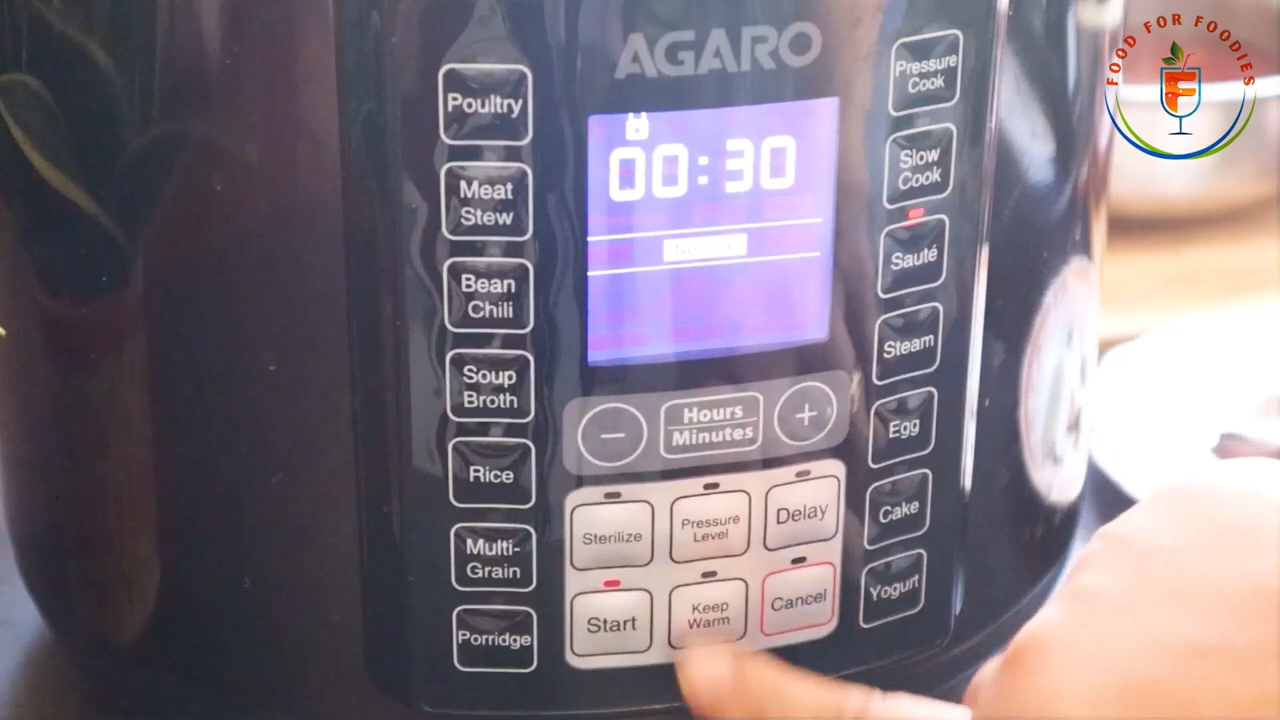 AGARO
FOOD FOR FOODIES
Poultry
Meat
Stew
Bean
Chili
Soup
Broth
Rice
Multi-
Grain
Porridge
00:30
Normal
−
Hours
Minutes
+
Sterilize
Pressure
Level
Delay
Start
Keep
Warm
Cancel
Pressure
Cook
Slow
Cook
Sauté
Steam
Egg
Cake
Yogurt